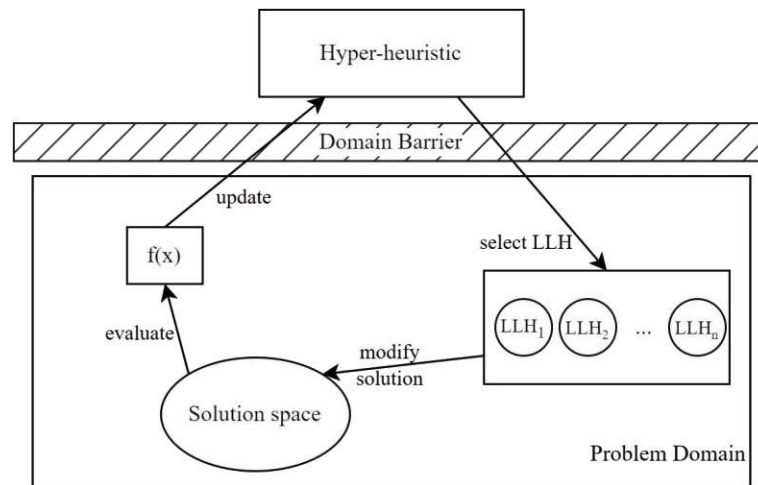 Hyper-heuristic
Domain Barrier
update
f(x)
select LLH
LLH1 LLH2 ... LLHn
evaluate
modify
solution
Solution space
Problem Domain